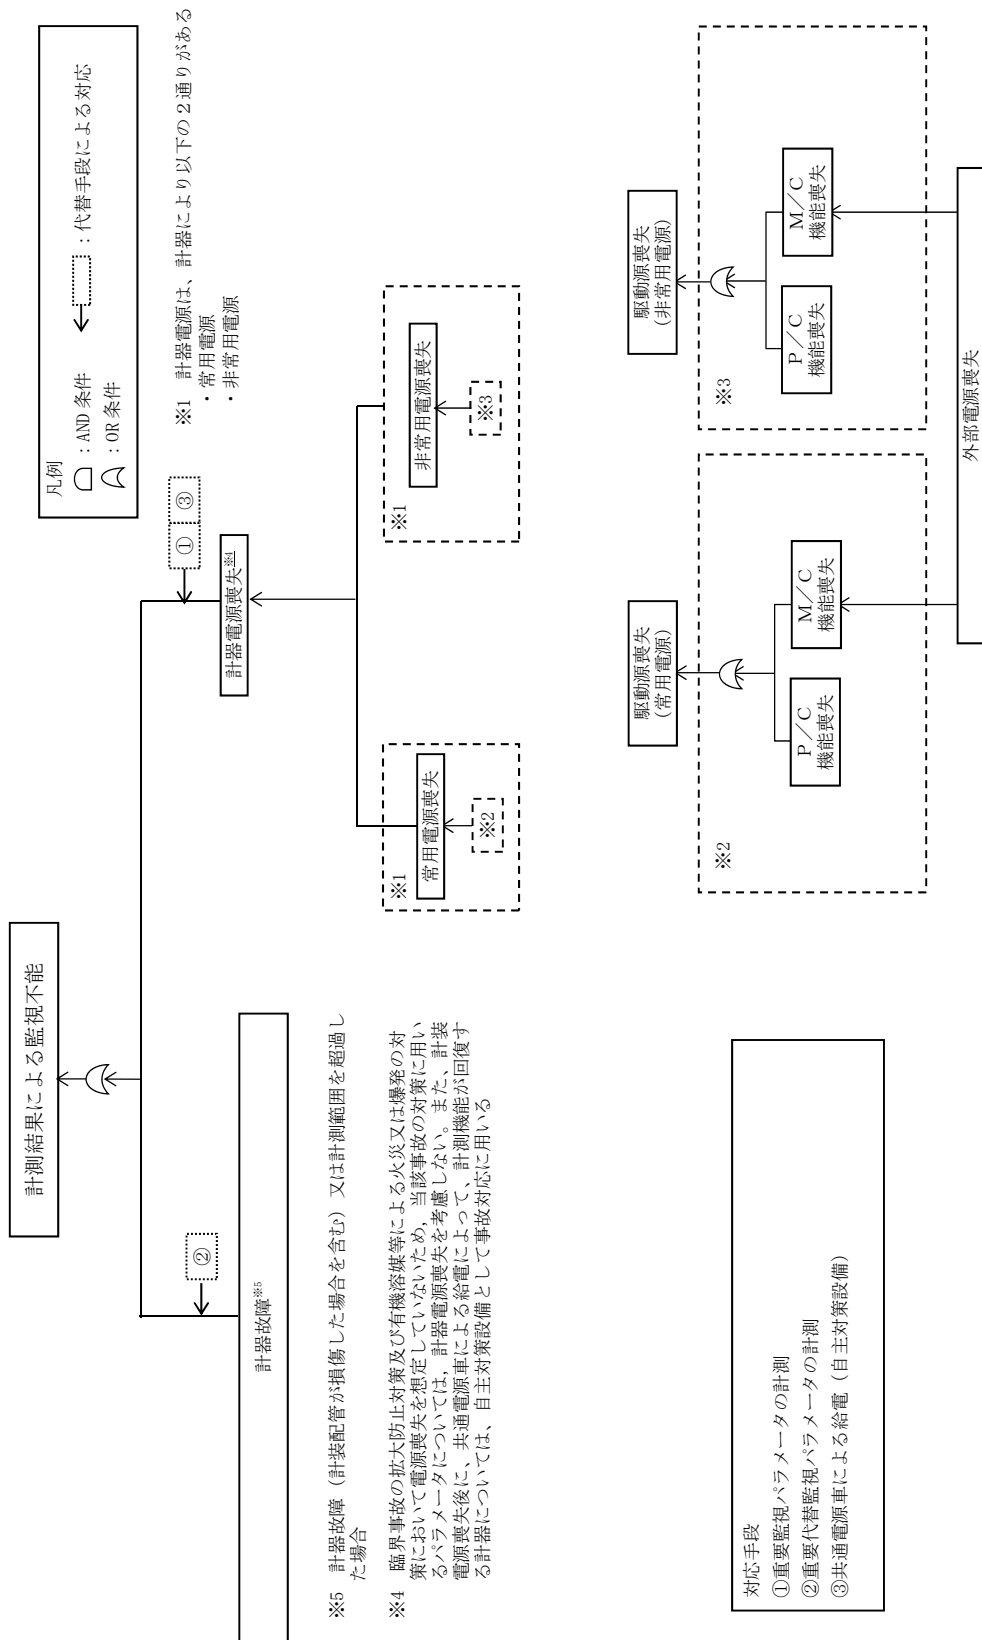 計測結果による監視不能
②
計器故障※5
※5　計器故障（計装配管が損傷した場合を含む）又は計測範囲を超過し
た場合
※4　臨界事故の拡大防止対策及び有機溶媒等による火災又は爆発の対
策において電源喪失を想定していないため，当該事故の対策に用い
るパラメータについては，計器電源喪失を考慮しない。また，計装
電源喪失後に、共通電源車による給電によって、計測機能が回復す
る計器については、自主対策設備として事故対応に用いる
対応手段
①重要監視パラメータの計測
②重要代替監視パラメータの計測
③共通電源車による給電（自主対策設備）
凡例
：AND 条件
：代替手段による対応
：OR 条件
※1　計器電源は、計器により以下の２通りがある
・常用電源
・非常用電源
①
③
計器電源喪失※4
※1
常用電源喪失
※2
※1
非常用電源喪失
※3
駆動源喪失
（常用電源）
※2
Ｐ／Ｃ
機能喪失
Ｍ／Ｃ
機能喪失
駆動源喪失
（非常用電源）
※3
Ｐ／Ｃ
機能喪失
Ｍ／Ｃ
機能喪失
外部電源喪失